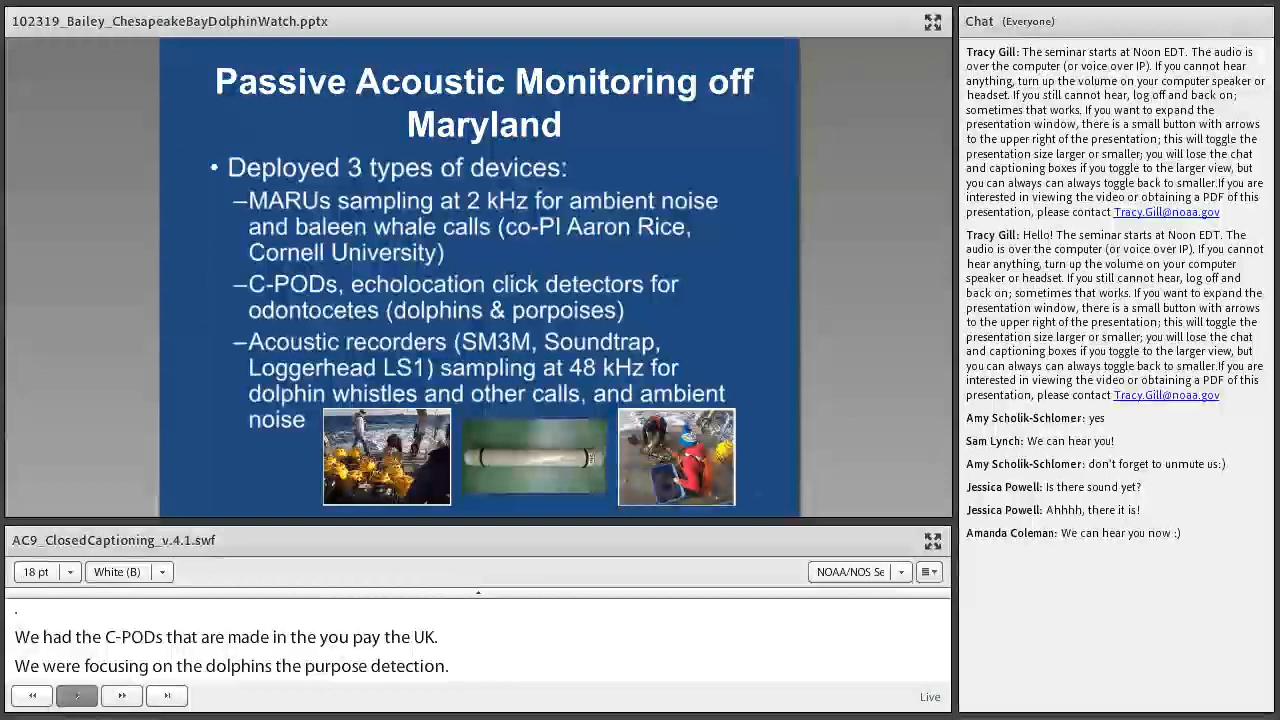 102319_Bailey_ChesapeakeBayDolphinWatch.pptx
Passive Acoustic Monitoring off
Maryland
• Deployed 3 types of devices:
–MARUs sampling at 2 kHz for ambient noise
and baleen whale calls (co-PI Aaron Rice,
Cornell University)
–C-PODs, echolocation click detectors for
odontocetes (dolphins & porpoises)
–Acoustic recorders (SM3M, Soundtrap,
Loggerhead LS1) sampling at 48 kHz for
dolphin whistles and other calls, and ambient
noise
AC9_ClosedCaptioning_v.4.1.swf
18 pt
White (B)
NOAA/NOS Se
.
We had the C-PODs that are made in the you pay the UK.
We were focusing on the dolphins the purpose detection.
Live
Chat (Everyone)
Tracy Gill: The seminar starts at Noon EDT. The audio is
over the computer (or voice over IP). If you cannot hear
anything, turn up the volume on your computer speaker or
headset. If you still cannot hear, log off and back on;
sometimes that works. If you want to expand the
presentation window, there is a small button with arrows
to the upper right of the presentation; this will toggle the
presentation size larger or smaller; you will lose the chat
and captioning boxes if you toggle to the larger view, but
you can always can always toggle back to smaller.If you are
interested in viewing the video or obtaining a PDF of this
presentation, please contact Tracy.Gill@noaa.gov
Tracy Gill: Hello! The seminar starts at Noon EDT. The
audio is over the computer (or voice over IP). If you cannot
hear anything, turn up the volume on your computer
speaker or headset. If you still cannot hear, log off and
back on; sometimes that works. If you want to expand the
presentation window, there is a small button with arrows
to the upper right of the presentation; this will toggle the
presentation size larger or smaller; you will lose the chat
and captioning boxes if you toggle to the larger view, but
you can always can always toggle back to smaller.If you are
interested in viewing the video or obtaining a PDF of this
presentation, please contact Tracy.Gill@noaa.gov
Amy Scholik-Schlomer: yes
Sam Lynch: We can hear you!
Amy Scholik-Schlomer: don't forget to unmute us:)
Jessica Powell: Is there sound yet?
Jessica Powell: Ahhhh, there it is!
Amanda Coleman: We can hear you now :)